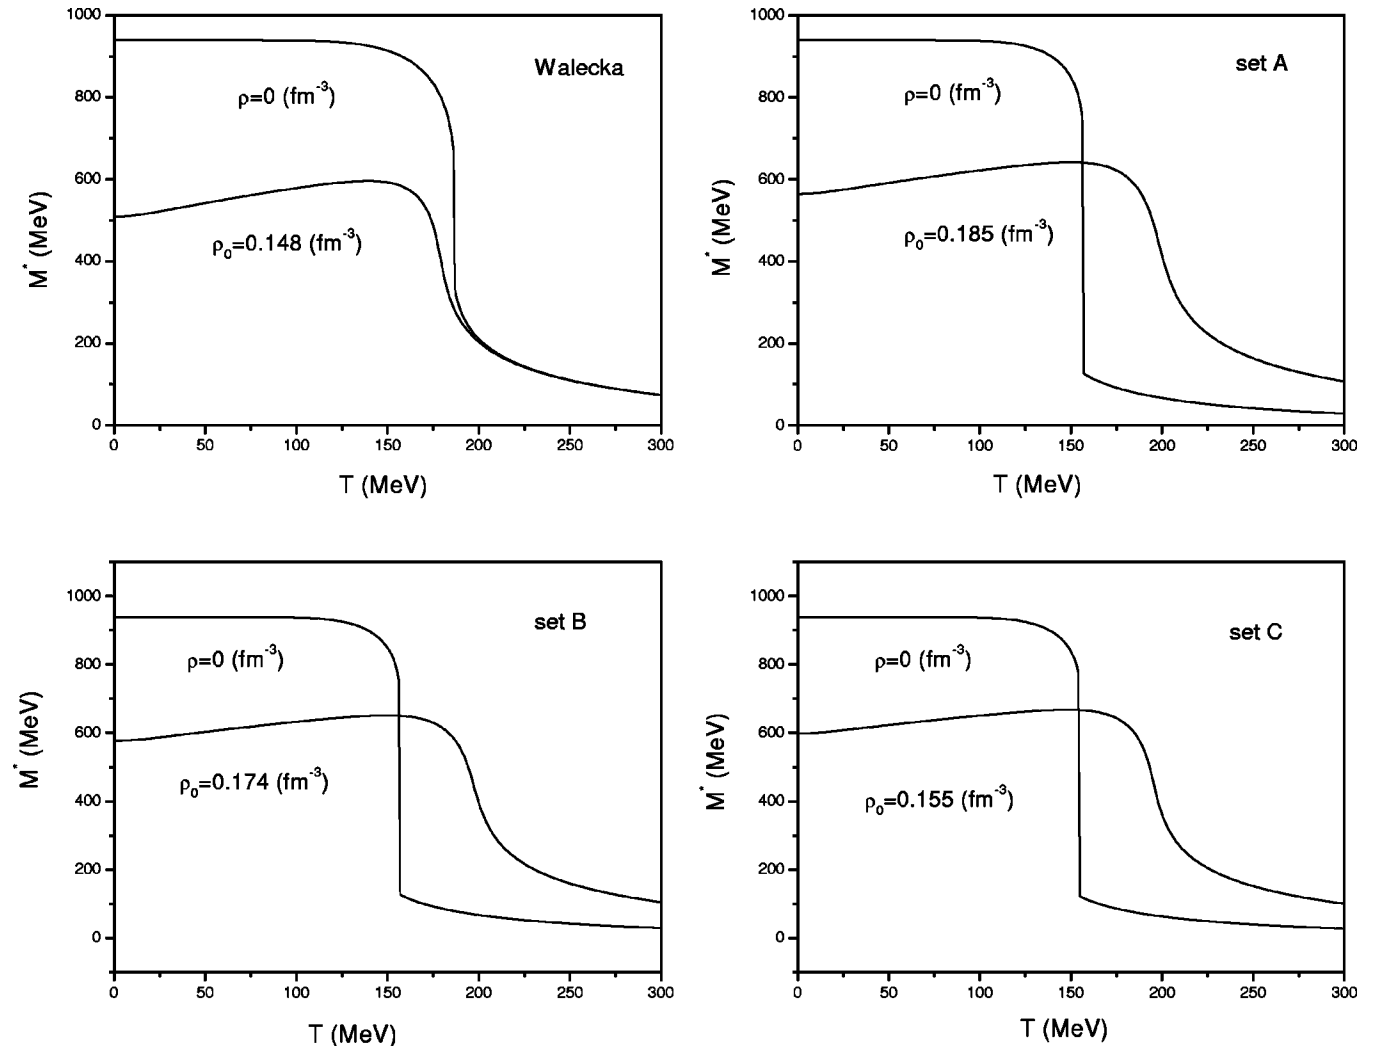 1000
800
600
400
200
0
M* (MeV)
Walecka
ρ=0 (fm⁻³)
ρ₀=0.148 (fm⁻³)
0 50 100 150 200 250 300
T (MeV)
1000
800
600
400
200
0
M* (MeV)
set A
ρ=0 (fm⁻³)
ρ₀=0.185 (fm⁻³)
0 50 100 150 200 250 300
T (MeV)
1000
800
600
400
200
0
M* (MeV)
set B
ρ=0 (fm⁻³)
ρ₀=0.174 (fm⁻³)
0 50 100 150 200 250 300
T (MeV)
1000
800
600
400
200
0
M* (MeV)
set C
ρ=0 (fm⁻³)
ρ₀=0.155 (fm⁻³)
0 50 100 150 200 250 300
T (MeV)